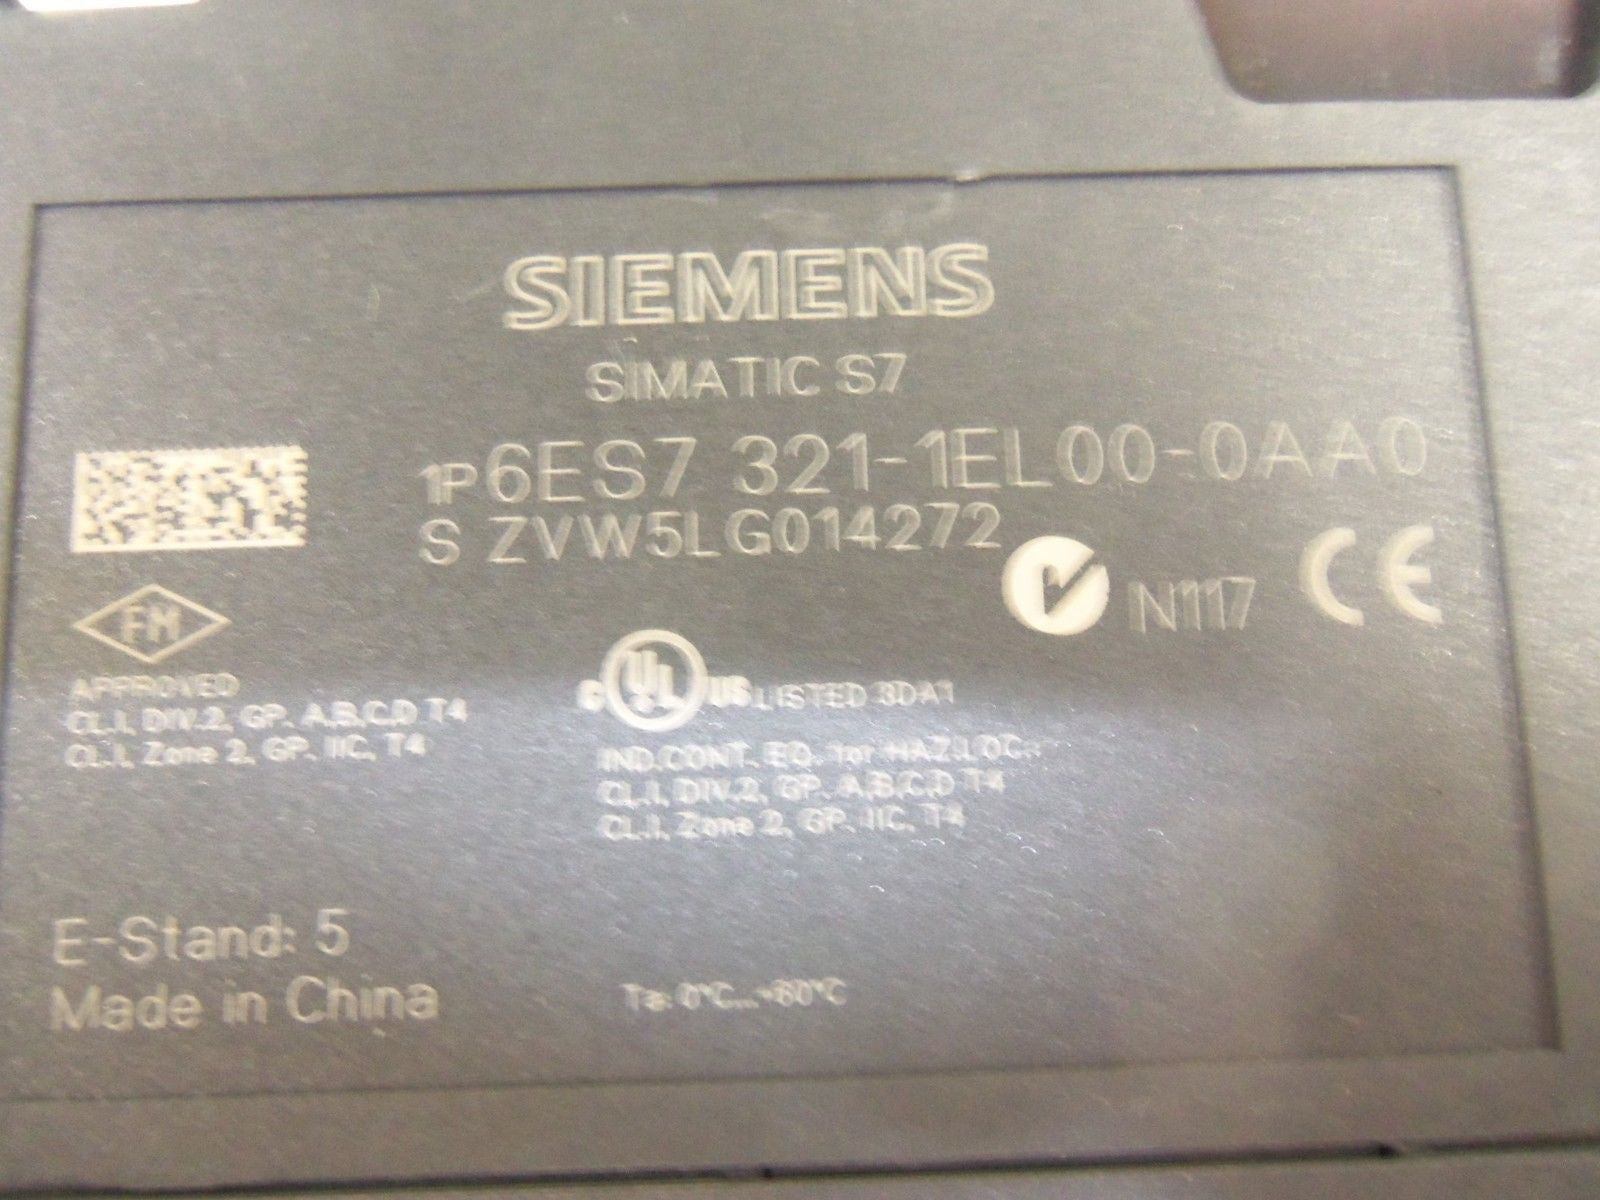 SIEMENS
SIMATIC S7
1P 6ES7 321-1EL00-0AA0
S ZVW5LG014272
N117 CE
FM
APPROVED
CL.I, DIV.2, GP. A,B,C,D T4
CL.I, Zone 2, GP. IIC, T4
C UL US LISTED 3DA1
IND.CONT. EQ. for HAZ.LOC.
CL.I, DIV.2, GP. A,B,C,D T4
CL.I, Zone 2, GP. IIC, T4
E-Stand: 5
Made in China
Ta: 0°C...+60°C